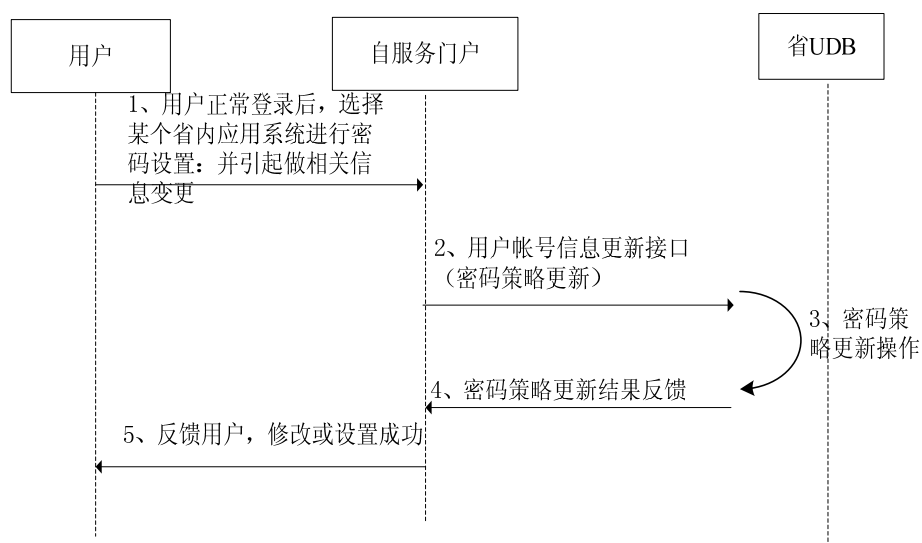 用户
自服务门户
省UDB
1、用户正常登录后，选择
某个省内应用系统进行密
码设置：并引起做相关信
息变更
2、用户帐号信息更新接口
（密码策略更新）
3、密码策
略更新操作
4、密码策略更新结果反馈
5、反馈用户，修改或设置成功